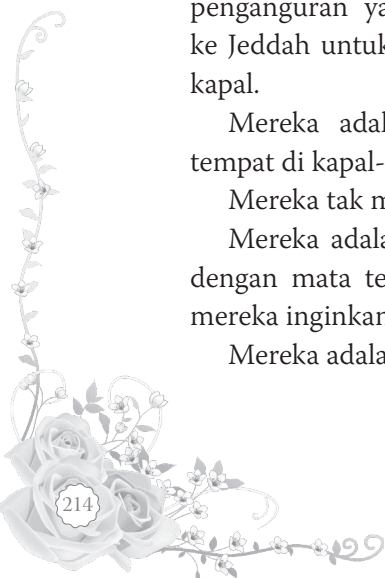 penganguran ya
ke Jeddah untuk
kapal.
Mereka adal
tempat di kapal-
Mereka tak m
Mereka adala
dengan mata te
mereka inginkan
Mereka adala
214